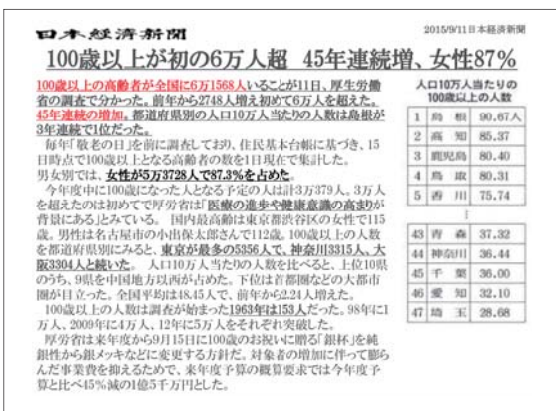 日本経済新聞
2015/9/11日本経済新聞
100歳以上が初の6万人超 45年連続増、女性87%
100歳以上の高齢者が全国に6万1568人いることが11日、厚生労働
省の調査で分かった。前年から2748人増え初めて6万人を超えた。
45年連続の増加。都道府県別の人口10万人当たりの人数は島根が
3年連続で1位だった。
毎年「敬老の日」を前に調査しており、住民基本台帳に基づき、15
日時点で100歳以上となる高齢者の数を1日現在で集計した。
男女別では、女性が5万3728人で87.3%を占めた。
今年度中に100歳になった人となる予定の人は計3万379人。3万人
を超えたのは初めてで厚労省は「医療の進歩や健康意識の高まりが
背景にある」とみている。 国内最高齢は東京都渋谷区の女性で115
歳。男性は名古屋市の小出保太郎さんで112歳。100歳以上の人数
を都道府県別にみると、東京が最多の5356人で、神奈川3315人、大
阪3304人と続いた。 人口10万人当たりの人数を比べると、上位10県
のうち、9県を中国地方以西が占めた。下位は首都圏などの大都市
圏が目立った。全国平均は48.45人で、前年から2.24人増えた。
100歳以上の人数は調査が始まった1963年は153人だった。98年に1
万人、2009年に4万人、12年に5万人をそれぞれ突破した。
厚労省は来年度から9月15日に100歳のお祝いに贈る「銀杯」を純
銀性から銀メッキなどに変更する方針だ。対象者の増加に伴って膨ら
んだ事業費を抑えるためで、来年度予算の概算要求では今年度予
算と比べ45%減の1億5千万円とした。
人口10万人当たりの
100歳以上の人数
1 島 根 90.67人
2 高 知 85.37
3 鹿児島 80.40
4 鳥 取 80.31
5 香 川 75.74
43 青 森 37.32
44 神奈川 36.44
45 千 葉 36.00
46 愛 知 32.10
47 埼 玉 28.68